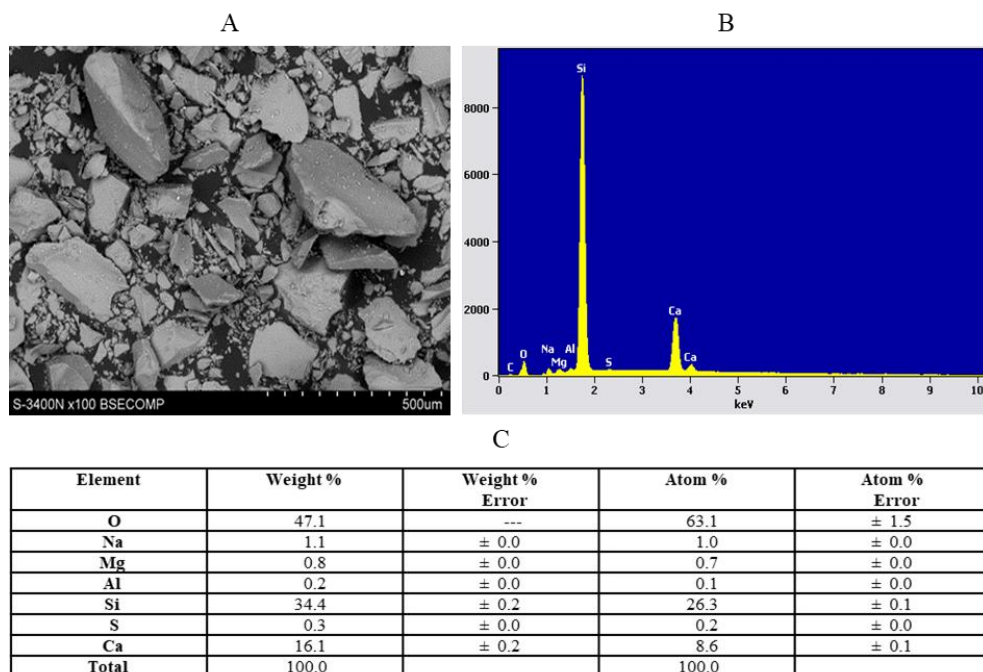 A
B
S-3400N x100 BSECOMP
500um
Si
8000
6000
4000
2000
0
Ca
O
Na
Al
Ca
C
Mg
S
0 1 2 3 4 5 6 7 8 9 10
keV
C
Element Weight % Weight % Atom % Atom %
Error Error
O 47.1 --- 63.1 ± 1.5
Na 1.1 ± 0.0 1.0 ± 0.0
Mg 0.8 ± 0.0 0.7 ± 0.0
Al 0.2 ± 0.0 0.1 ± 0.0
Si 34.4 ± 0.2 26.3 ± 0.1
S 0.3 ± 0.0 0.2 ± 0.0
Ca 16.1 ± 0.2 8.6 ± 0.1
Total 100.0 100.0